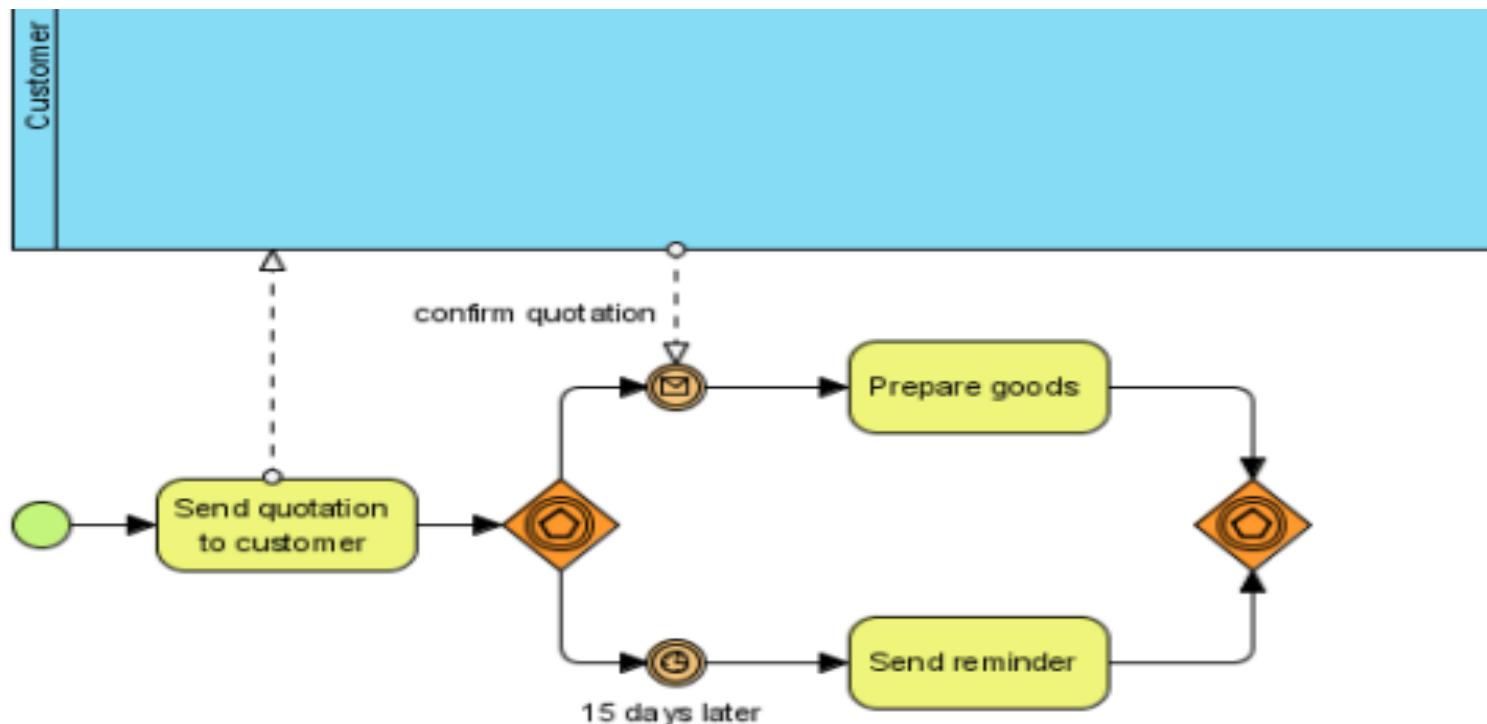 Customer
confirm quotation
Prepare goods
Send quotation
to customer
Send reminder
15 days later